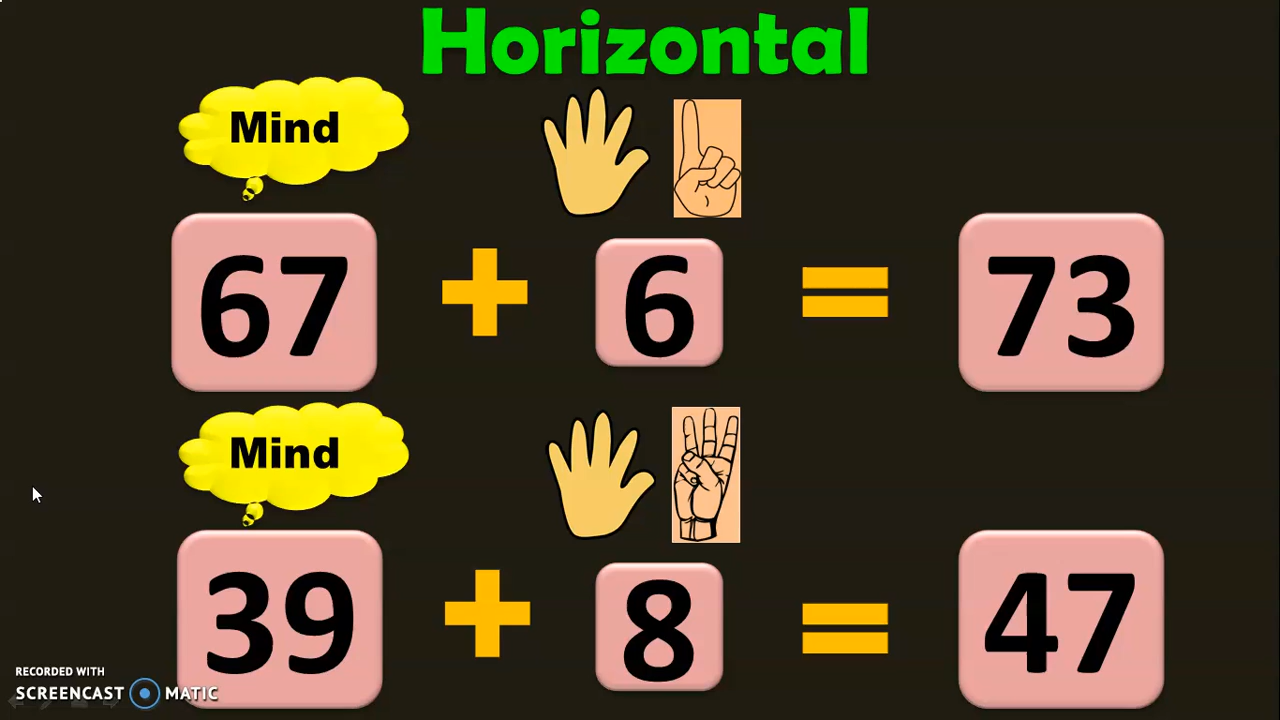 Horizontal
Mind
67 + 6 = 73
Mind
39 + 8 = 47
RECORDED WITH
SCREENCAST MATIC